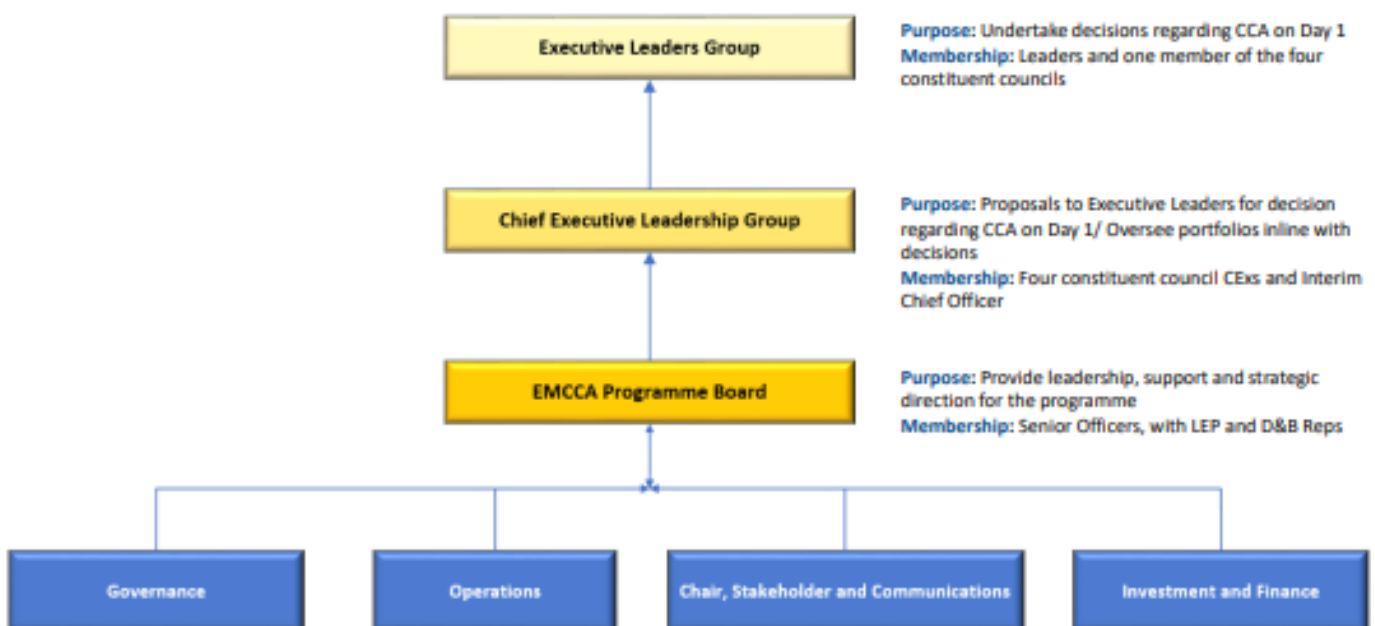 Executive Leaders Group
Purpose: Undertake decisions regarding CCA on Day 1
Membership: Leaders and one member of the four
constituent councils
Chief Executive Leadership Group
Purpose: Proposals to Executive Leaders for decision
regarding CCA on Day 1/ Oversee portfolios inline with
decisions
Membership: Four constituent council CExs and Interim
Chief Officer
EMCCA Programme Board
Purpose: Provide leadership, support and strategic
direction for the programme
Membership: Senior Officers, with LEP and D&B Reps
Governance
Operations
Chair, Stakeholder and Communications
Investment and Finance